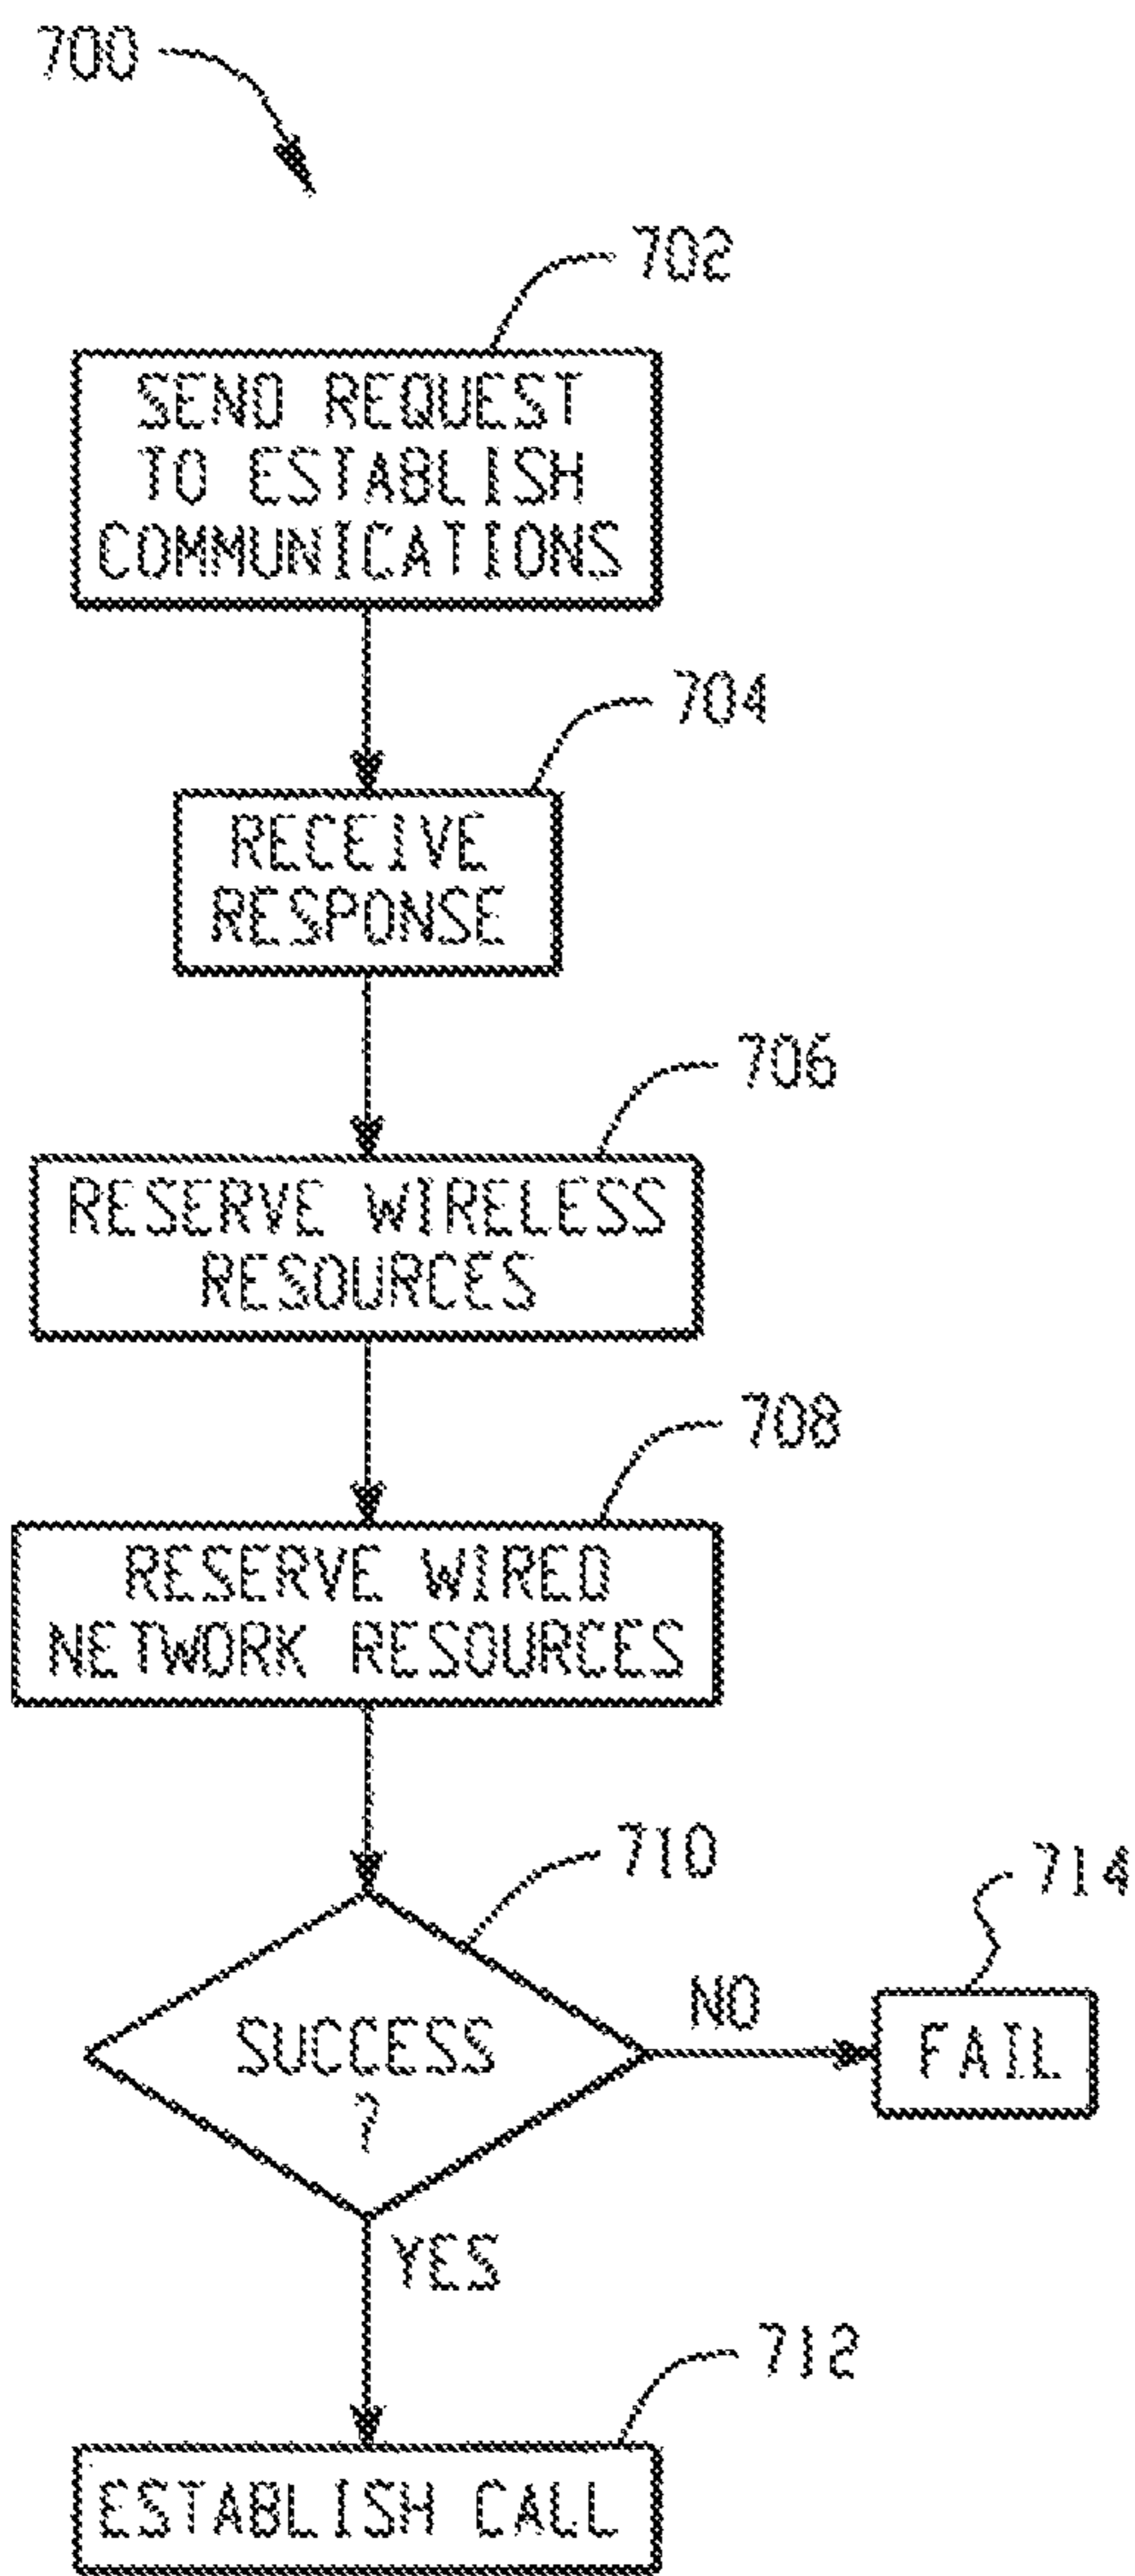 700
702
SEND REQUEST
TO ESTABLISH
COMMUNICATIONS
704
RECEIVE
RESPONSE
706
RESERVE WIRELESS
RESOURCES
708
RESERVE WIRED
NETWORK RESOURCES
710
714
SUCCESS
?
NO
FAIL
YES
712
ESTABLISH CALL